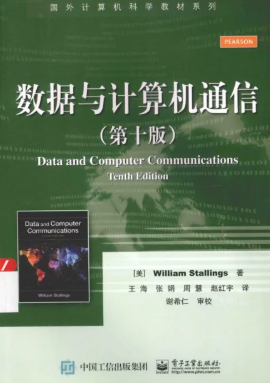 国外计算机科学教材系列
PEARSON
数据与计算机通信
（第十版）
Data and Computer Communications
Tenth Edition
Data and Computer
Communications
William Stallings
[美] William Stallings 著
王海 张娟 周慧 赵红宇 译
谢希仁 审校
中国工信出版集团
电子工业出版社